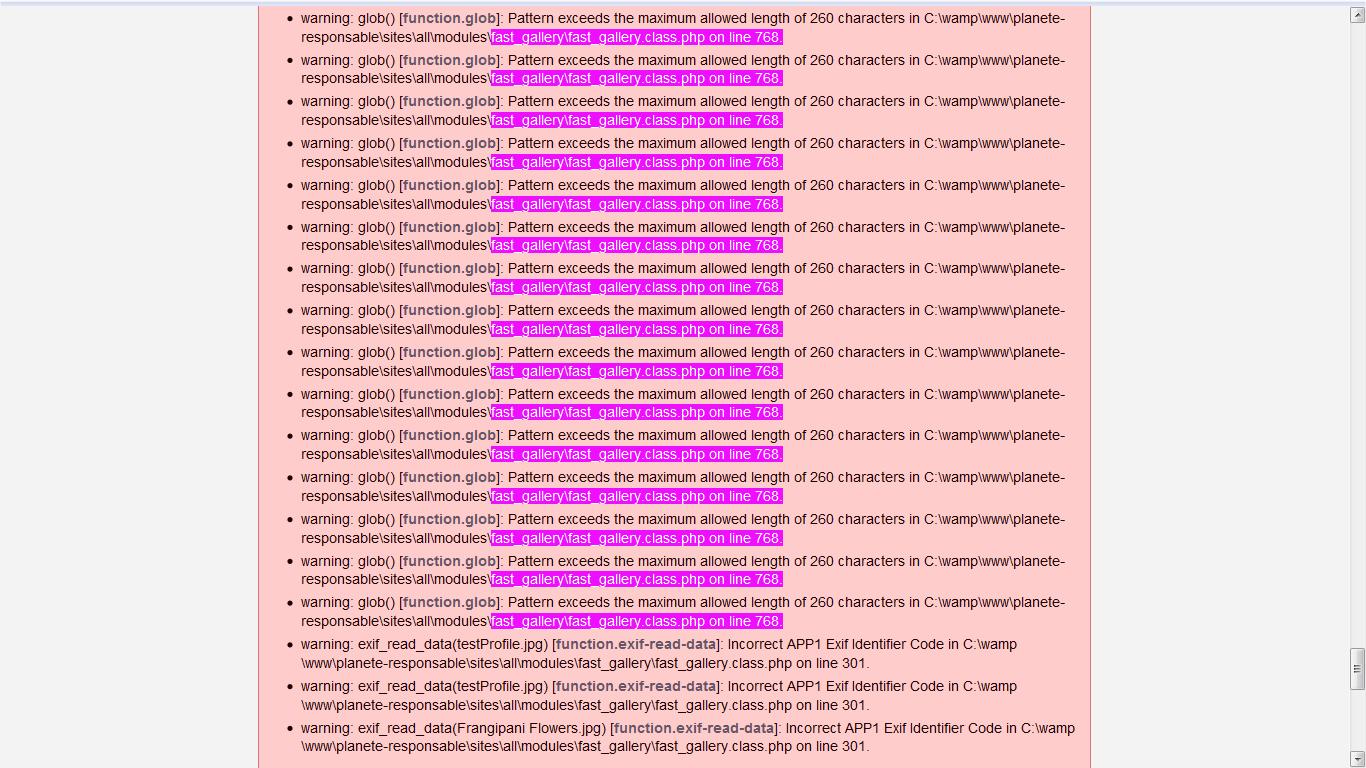 • warning: glob() [function.glob]: Pattern exceeds the maximum allowed length of 260 characters in C:\wamp\www\planete-
responsable\sites\all\modules\fast_gallery\fast_gallery.class.php on line 768.
• warning: glob() [function.glob]: Pattern exceeds the maximum allowed length of 260 characters in C:\wamp\www\planete-
responsable\sites\all\modules\fast_gallery\fast_gallery.class.php on line 768.
• warning: glob() [function.glob]: Pattern exceeds the maximum allowed length of 260 characters in C:\wamp\www\planete-
responsable\sites\all\modules\fast_gallery\fast_gallery.class.php on line 768.
• warning: glob() [function.glob]: Pattern exceeds the maximum allowed length of 260 characters in C:\wamp\www\planete-
responsable\sites\all\modules\fast_gallery\fast_gallery.class.php on line 768.
• warning: glob() [function.glob]: Pattern exceeds the maximum allowed length of 260 characters in C:\wamp\www\planete-
responsable\sites\all\modules\fast_gallery\fast_gallery.class.php on line 768.
• warning: glob() [function.glob]: Pattern exceeds the maximum allowed length of 260 characters in C:\wamp\www\planete-
responsable\sites\all\modules\fast_gallery\fast_gallery.class.php on line 768.
• warning: glob() [function.glob]: Pattern exceeds the maximum allowed length of 260 characters in C:\wamp\www\planete-
responsable\sites\all\modules\fast_gallery\fast_gallery.class.php on line 768.
• warning: glob() [function.glob]: Pattern exceeds the maximum allowed length of 260 characters in C:\wamp\www\planete-
responsable\sites\all\modules\fast_gallery\fast_gallery.class.php on line 768.
• warning: glob() [function.glob]: Pattern exceeds the maximum allowed length of 260 characters in C:\wamp\www\planete-
responsable\sites\all\modules\fast_gallery\fast_gallery.class.php on line 768.
• warning: glob() [function.glob]: Pattern exceeds the maximum allowed length of 260 characters in C:\wamp\www\planete-
responsable\sites\all\modules\fast_gallery\fast_gallery.class.php on line 768.
• warning: glob() [function.glob]: Pattern exceeds the maximum allowed length of 260 characters in C:\wamp\www\planete-
responsable\sites\all\modules\fast_gallery\fast_gallery.class.php on line 768.
• warning: glob() [function.glob]: Pattern exceeds the maximum allowed length of 260 characters in C:\wamp\www\planete-
responsable\sites\all\modules\fast_gallery\fast_gallery.class.php on line 768.
• warning: glob() [function.glob]: Pattern exceeds the maximum allowed length of 260 characters in C:\wamp\www\planete-
responsable\sites\all\modules\fast_gallery\fast_gallery.class.php on line 768.
• warning: glob() [function.glob]: Pattern exceeds the maximum allowed length of 260 characters in C:\wamp\www\planete-
responsable\sites\all\modules\fast_gallery\fast_gallery.class.php on line 768.
• warning: glob() [function.glob]: Pattern exceeds the maximum allowed length of 260 characters in C:\wamp\www\planete-
responsable\sites\all\modules\fast_gallery\fast_gallery.class.php on line 768.
• warning: exif_read_data(testProfile.jpg) [function.exif-read-data]: Incorrect APP1 Exif Identifier Code in C:\wamp
\www\planete-responsable\sites\all\modules\fast_gallery\fast_gallery.class.php on line 301.
• warning: exif_read_data(testProfile.jpg) [function.exif-read-data]: Incorrect APP1 Exif Identifier Code in C:\wamp
\www\planete-responsable\sites\all\modules\fast_gallery\fast_gallery.class.php on line 301.
• warning: exif_read_data(Frangipani Flowers.jpg) [function.exif-read-data]: Incorrect APP1 Exif Identifier Code in C:\wamp
\www\planete-responsable\sites\all\modules\fast_gallery\fast_gallery.class.php on line 301.